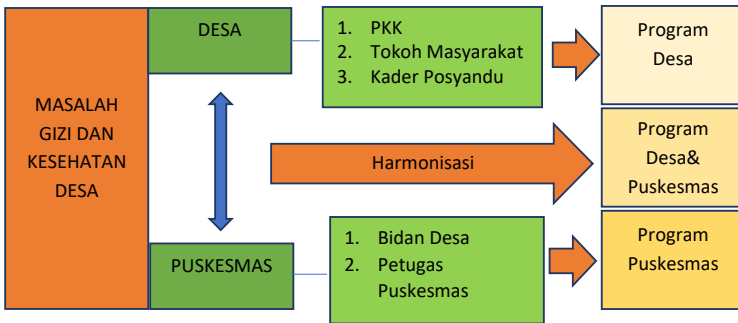 MASALAH
GIZI DAN
KESEHATAN
DESA
DESA
1. PKK
2. Tokoh Masyarakat
3. Kader Posyandu
Program
Desa
Harmonisasi
Program
Desa&
Puskesmas
PUSKESMAS
1. Bidan Desa
2. Petugas
Puskesmas
Program
Puskesmas